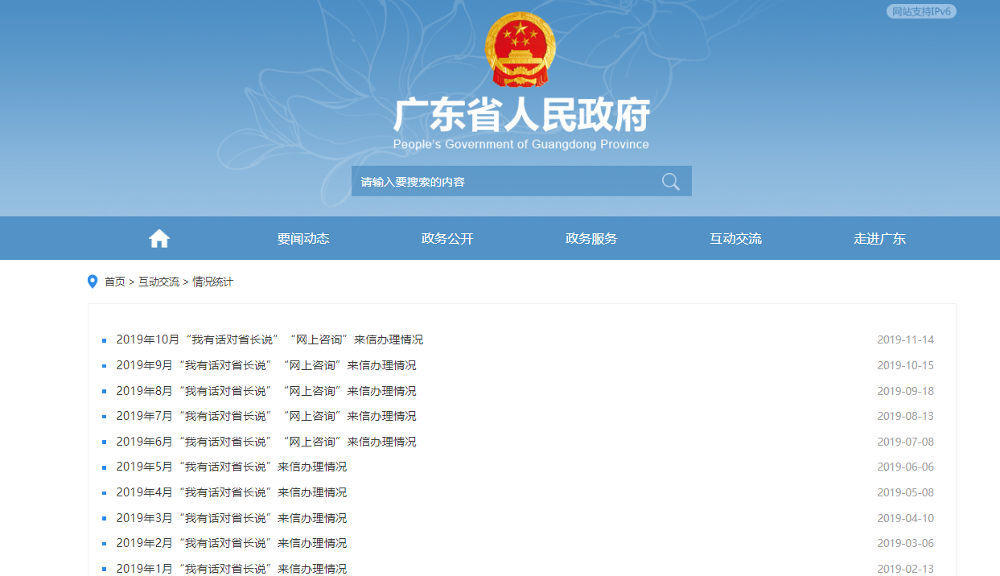 网站支持IPv6
广东省人民政府
People's Government of Guangdong Province
请输入要搜索的内容
要闻动态 政务公开 政务服务 互动交流 走进广东
首页 > 互动交流 > 情况统计
2019年10月“我有话对省长说”“网上咨询”来信办理情况 2019-11-14
2019年9月“我有话对省长说”“网上咨询”来信办理情况 2019-10-15
2019年8月“我有话对省长说”“网上咨询”来信办理情况 2019-09-18
2019年7月“我有话对省长说”“网上咨询”来信办理情况 2019-08-13
2019年6月“我有话对省长说”“网上咨询”来信办理情况 2019-07-08
2019年5月“我有话对省长说”来信办理情况 2019-06-06
2019年4月“我有话对省长说”来信办理情况 2019-05-08
2019年3月“我有话对省长说”来信办理情况 2019-04-10
2019年2月“我有话对省长说”来信办理情况 2019-03-06
2019年1月“我有话对省长说”来信办理情况 2019-02-13